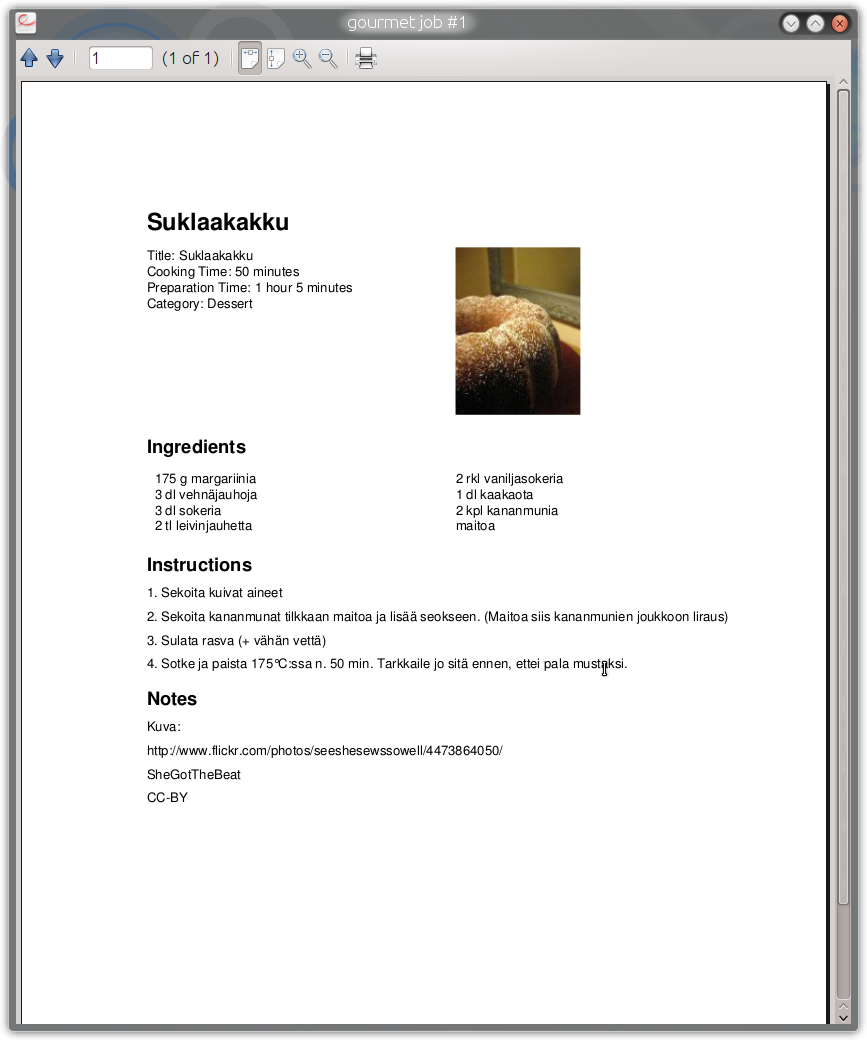 gourmet job #1
1 (1 of 1)
Suklaakakku
Title: Suklaakakku
Cooking Time: 50 minutes
Preparation Time: 1 hour 5 minutes
Category: Dessert
Ingredients
175 g margariinia
3 dl vehnäjauhoja
3 dl sokeria
2 tl leivinjauhetta
2 rkl vaniljasokeria
1 dl kaakaota
2 kpl kananmunia
maitoa
Instructions
1. Sekoita kuivat aineet
2. Sekoita kananmunat tilkkaan maitoa ja lisää seokseen. (Maitoa siis kananmunien joukkoon liraus)
3. Sulata rasva (+ vähän vettä)
4. Sotke ja paista 175°C:ssa n. 50 min. Tarkkaile jo sitä ennen, ettei pala mustaksi.
Notes
Kuva:
http://www.flickr.com/photos/seeshesewssowell/4473864050/
SheGotTheBeat
CC-BY